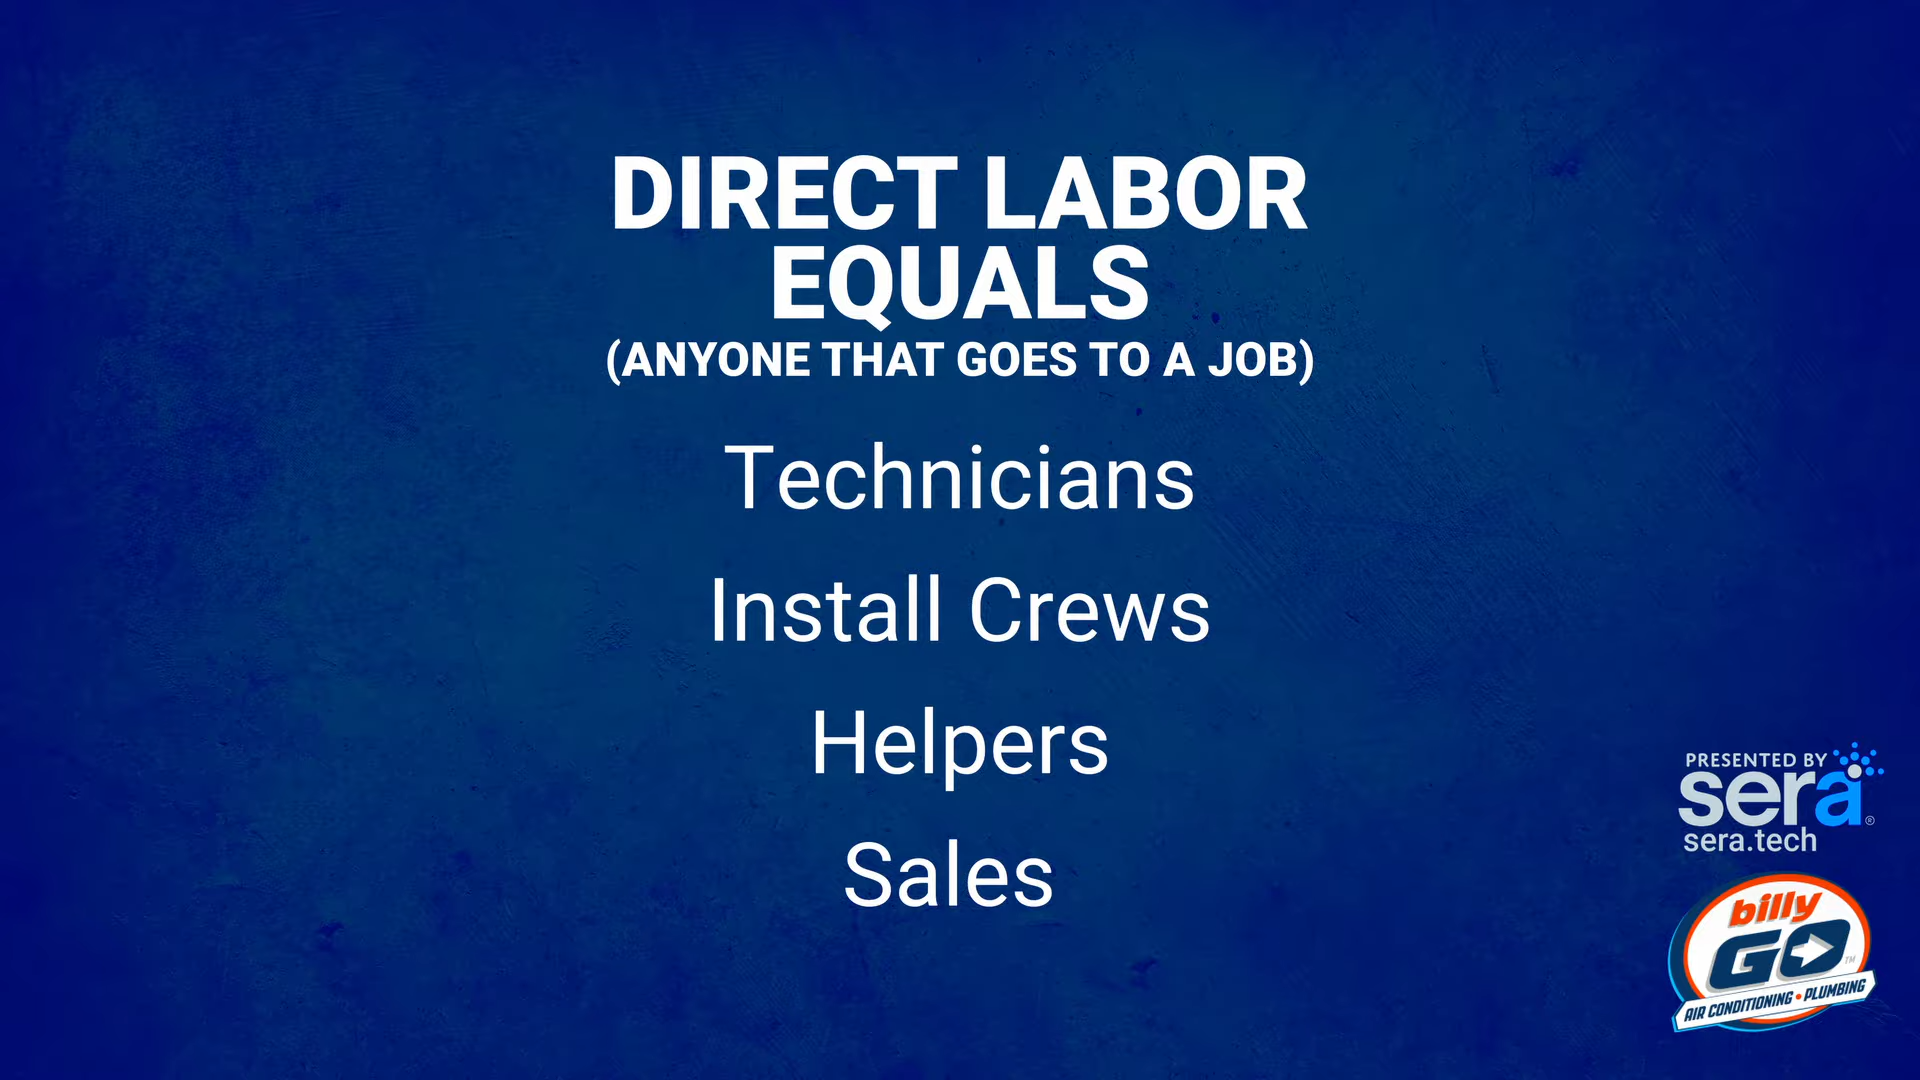 DIRECT LABOR
EQUALS
(ANYONE THAT GOES TO A JOB)
Technicians
Install Crews
Helpers
Sales
PRESENTED BY
sera®
sera.tech
billy
GO™
AIR CONDITIONING • PLUMBING